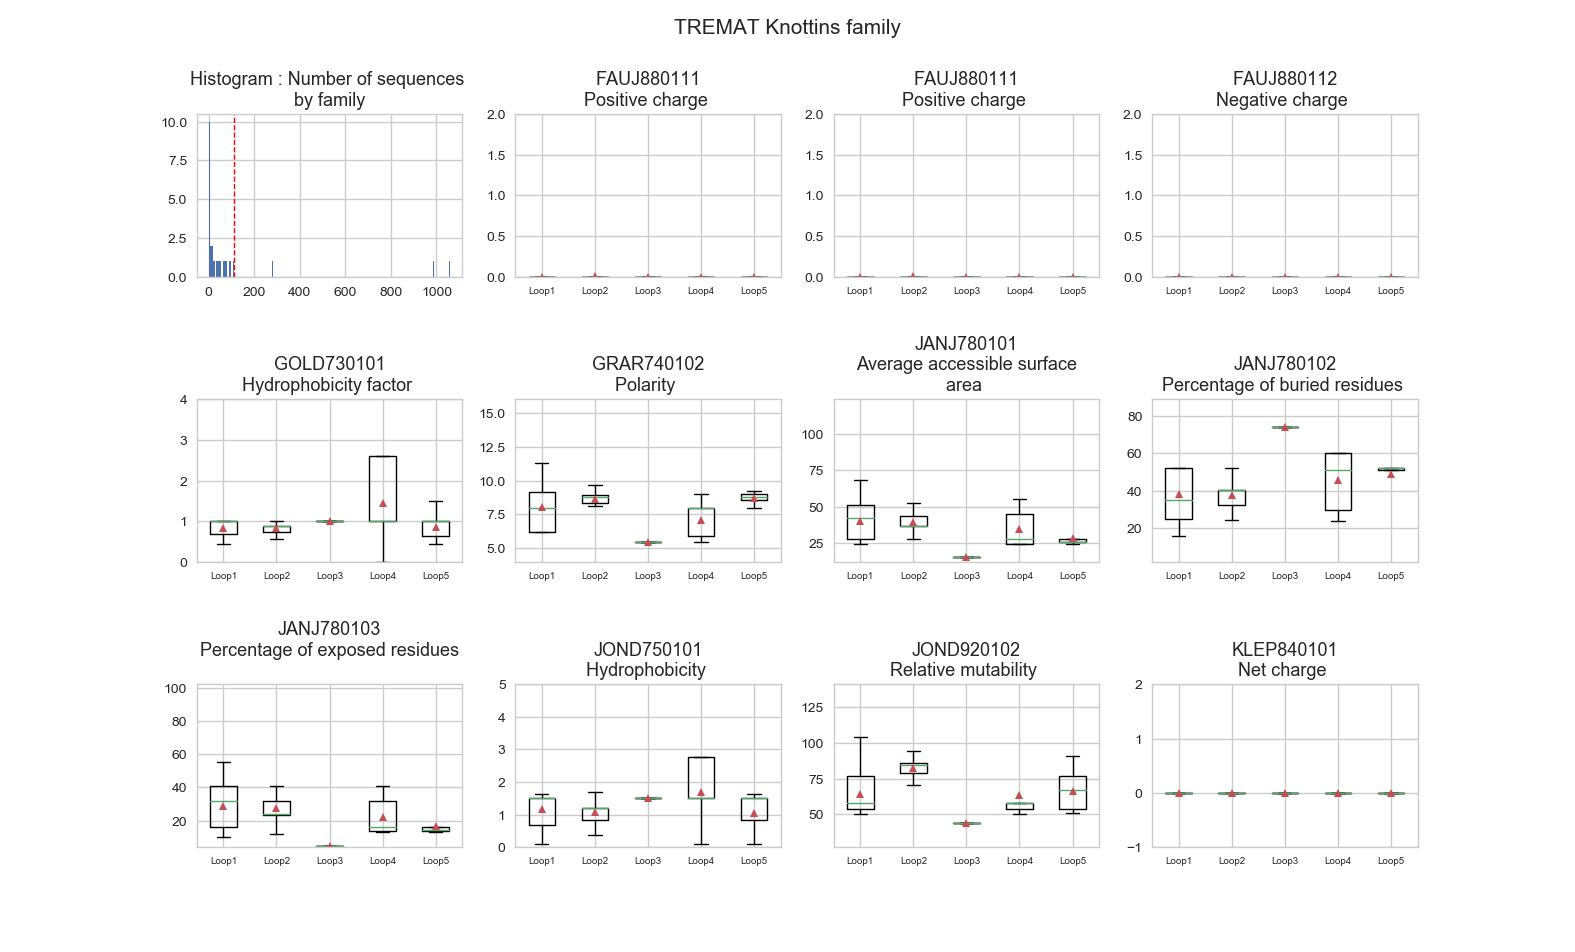 TREMAT Knottins family
Histogram : Number of sequences
by family
10.0
7.5
5.0
2.5
0.0
0
200
400
600
800
1000
FAUJ880111
Positive charge
2.0
1.5
1.0
0.5
0.0
Loop1
Loop2
Loop3
Loop4
Loop5
FAUJ880111
Positive charge
2.0
1.5
1.0
0.5
0.0
Loop1
Loop2
Loop3
Loop4
Loop5
FAUJ880112
Negative charge
2.0
1.5
1.0
0.5
0.0
Loop1
Loop2
Loop3
Loop4
Loop5
GOLD730101
Hydrophobicity factor
4
3
2
1
0
Loop1
Loop2
Loop3
Loop4
Loop5
GRAR740102
Polarity
15.0
12.5
10.0
7.5
5.0
Loop1
Loop2
Loop3
Loop4
Loop5
JANJ780101
Average accessible surface
area
100
75
50
25
Loop1
Loop2
Loop3
Loop4
Loop5
JANJ780102
Percentage of buried residues
80
60
40
20
Loop1
Loop2
Loop3
Loop4
Loop5
JANJ780103
Percentage of exposed residues
100
80
60
40
20
Loop1
Loop2
Loop3
Loop4
Loop5
JOND750101
Hydrophobicity
5
4
3
2
1
0
Loop1
Loop2
Loop3
Loop4
Loop5
JOND920102
Relative mutability
125
100
75
50
Loop1
Loop2
Loop3
Loop4
Loop5
KLEP840101
Net charge
2
1
0
−1
Loop1
Loop2
Loop3
Loop4
Loop5